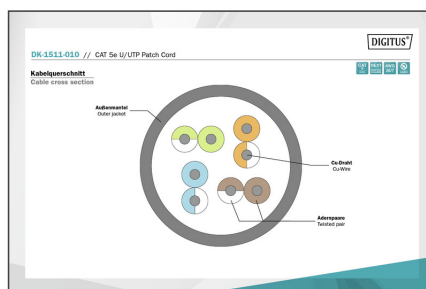 DIGITUS®
DK-1511-010 // CAT 5e U/UTP Patch Cord
Kabelquerschnitt
Cable cross section
Außenmantel
Outer jacket
Cu-Draht
Cu-Wire
Adernpaare
Twisted pair